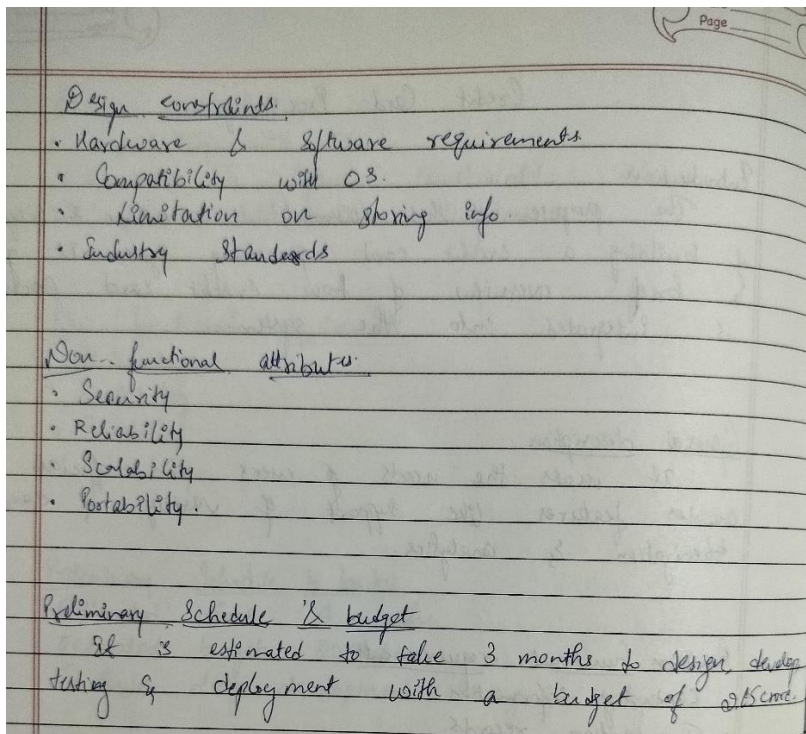 Page
Design constraints.
• Hardware & Software requirements
• Compatibility with OS.
• Limitation on storing info.
• Industry Standards
Non-functional attributes.
• Security
• Reliability
• Scalability
• Portability.
Preliminary Schedule & budget
It is estimated to take 3 months to design, develop
testing & deployment with a budget of